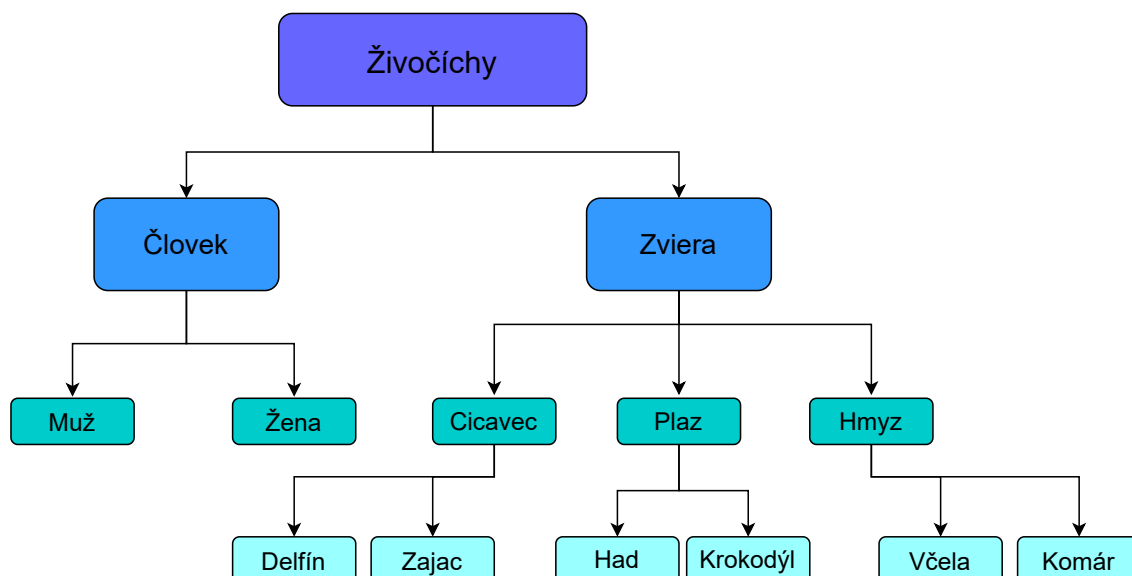 Živočíchy
Človek
Zviera
Muž
Žena
Cicavec
Plaz
Hmyz
Delfín
Zajac
Had
Krokodýl
Včela
Komár